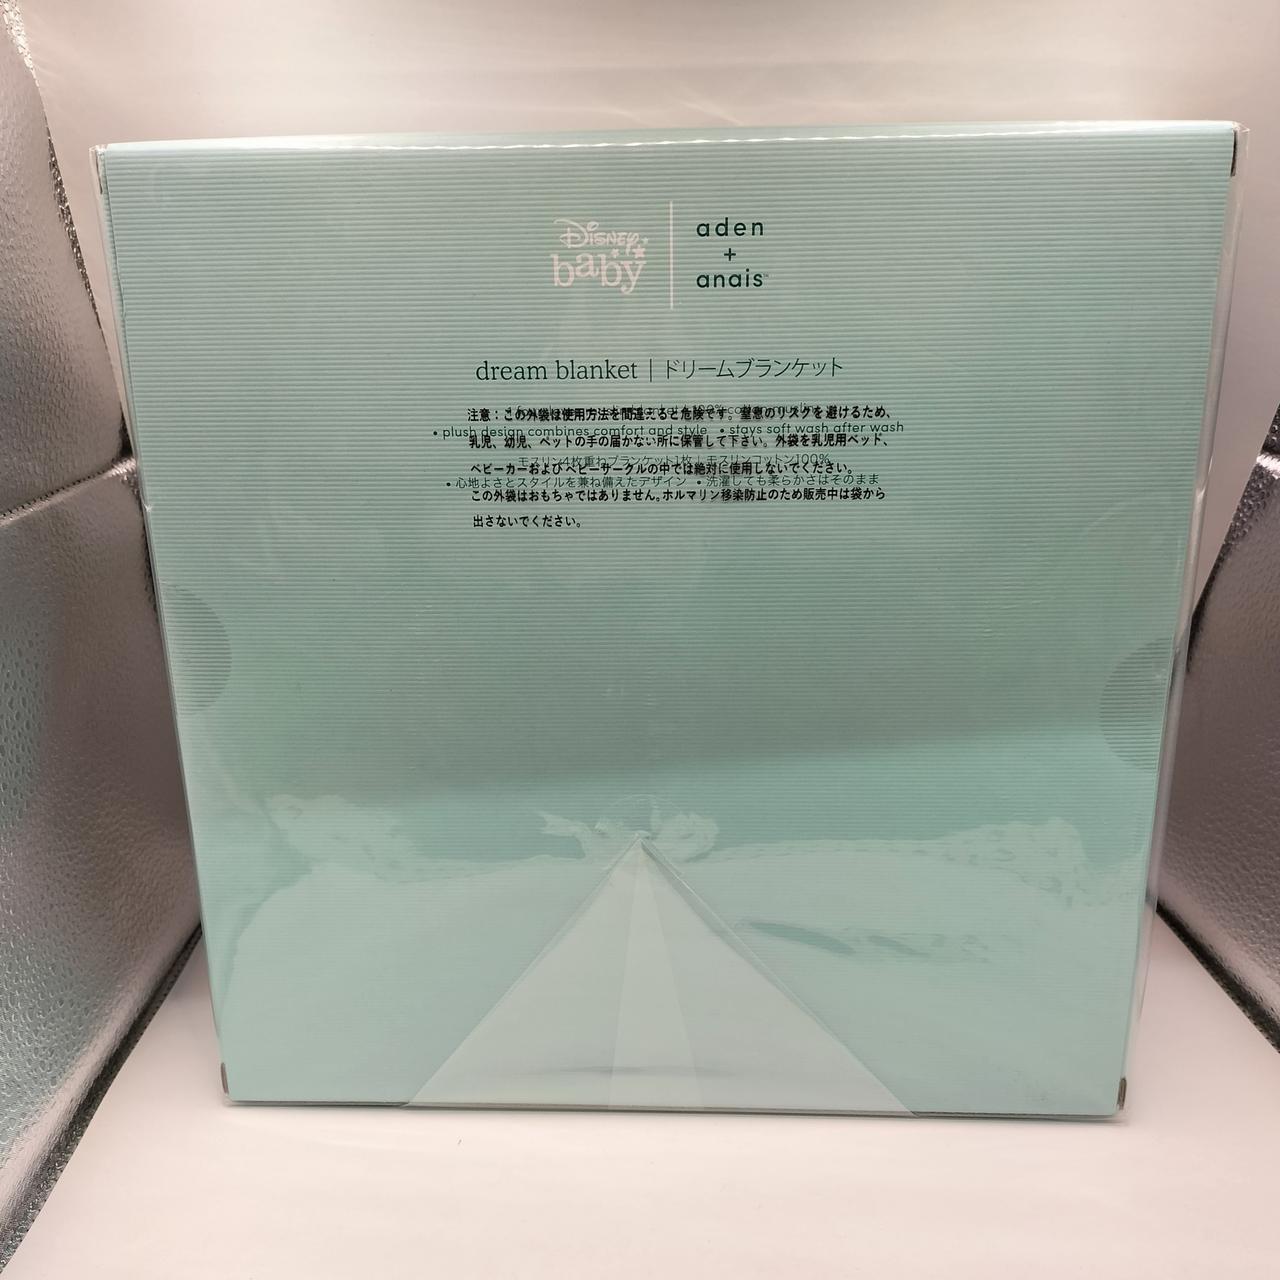 Disney
baby
aden
+
anais™
dream blanket | ドリームブランケット
注意：この外袋は使用方法を間違えると危険です。窒息のリスクを避けるため、
• plush design combines comfort and style • stays soft wash after wash
乳児、幼児、ペットの手の届かない所に保管して下さい。外袋を乳児用ベッド、
モスリン4枚重ねブランケット1枚 | モスリンコットン100%
ベビーカーおよびベビーサークルの中では絶対に使用しないでください。
• 心地よさとスタイルを兼ね備えたデザイン • 洗濯しても柔らかさはそのまま
この外袋はおもちゃではありません。ホルマリン移染防止のため販売中は袋から
出さないでください。